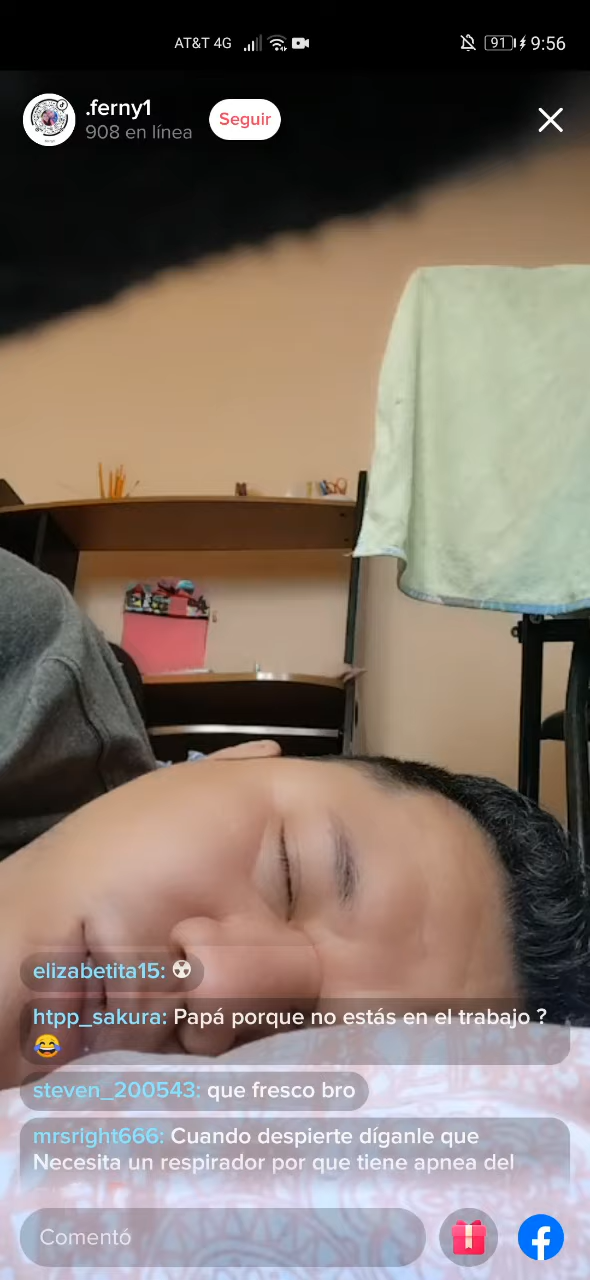 AT&T 4G 91 9:56
.ferny1
908 en línea
Seguir
elizabetita15:
htpp_sakura: Papá porque no estás en el trabajo ?
😂
steven_200543: que fresco bro
mrsright666: Cuando despierte díganle que
Necesita un respirador por que tiene apnea del
Comentó